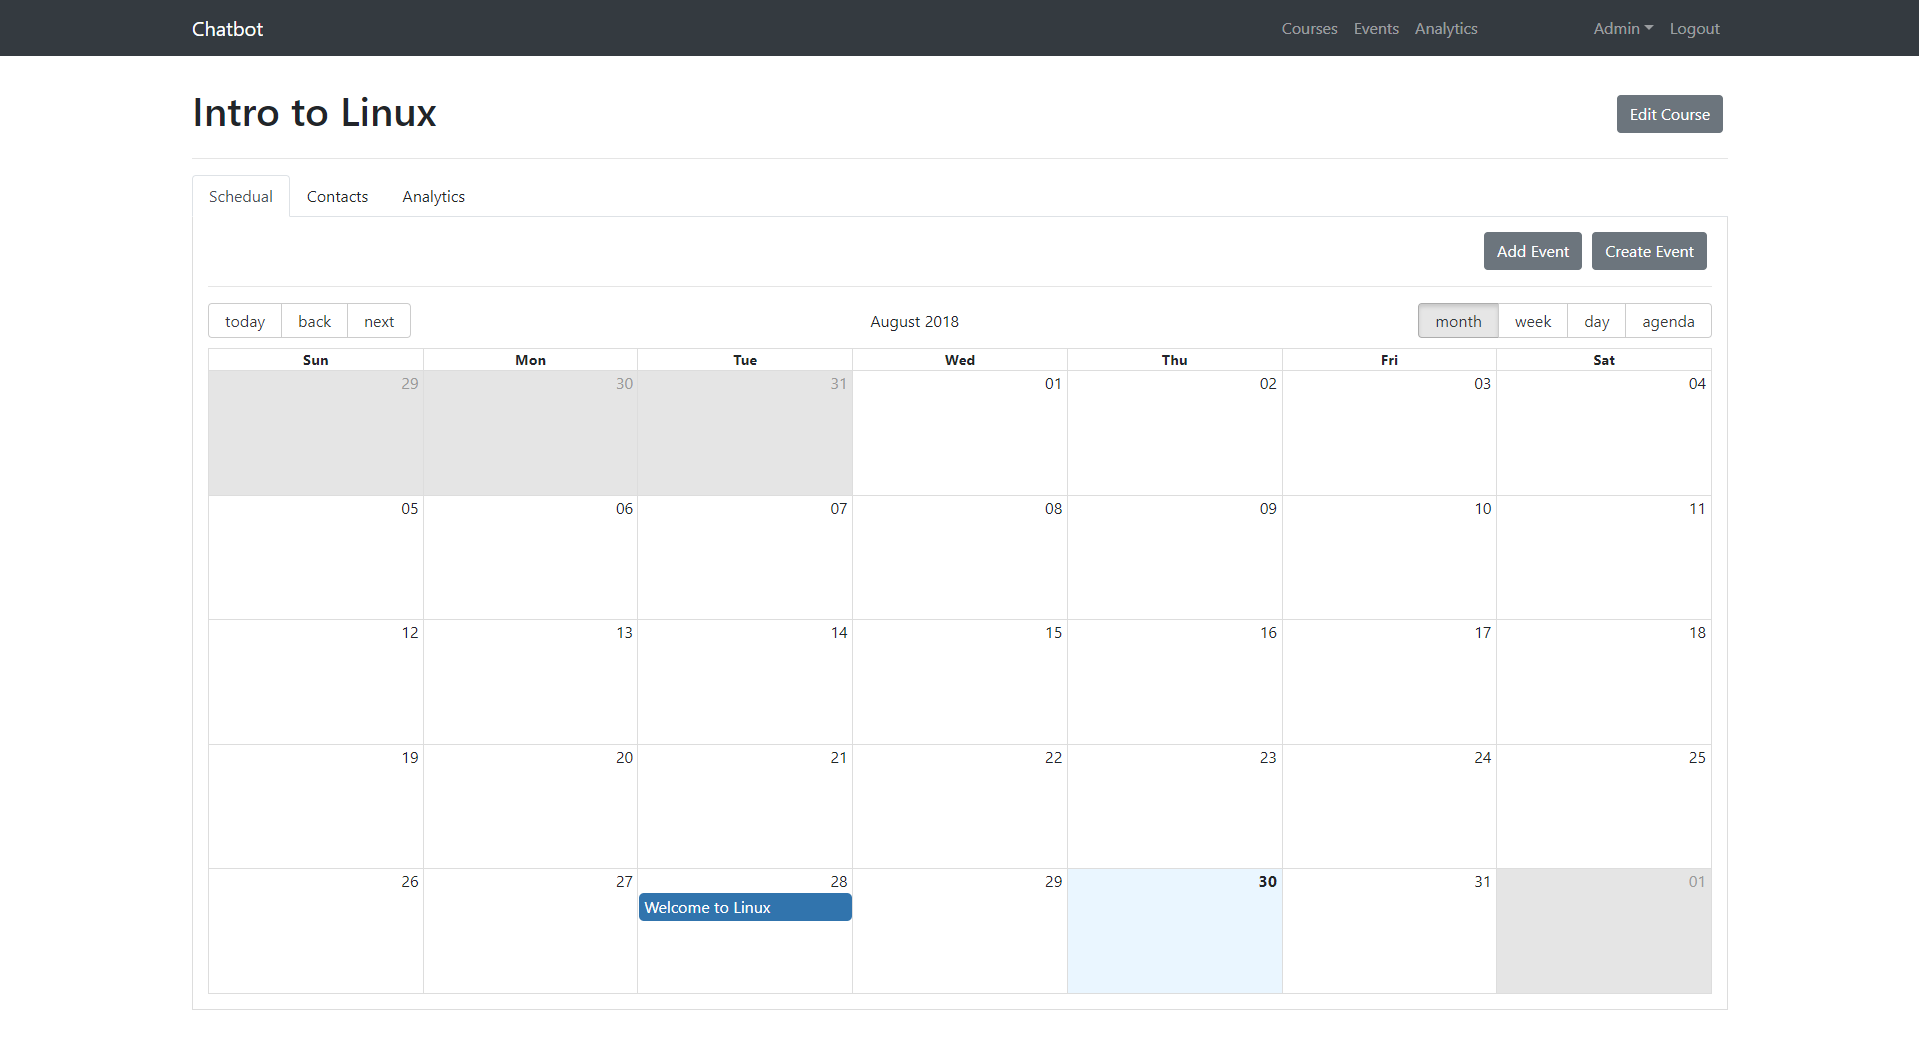 Chatbot Courses Events Analytics Admin Logout
Intro to Linux Edit Course
Schedual Contacts Analytics
Add Event Create Event
today back next August 2018 month week day agenda
Sun Mon Tue Wed Thu Fri Sat
29 30 31 01 02 03 04
05 06 07 08 09 10 11
12 13 14 15 16 17 18
19 20 21 22 23 24 25
26 27 28 29 30 31 01
Welcome to Linux